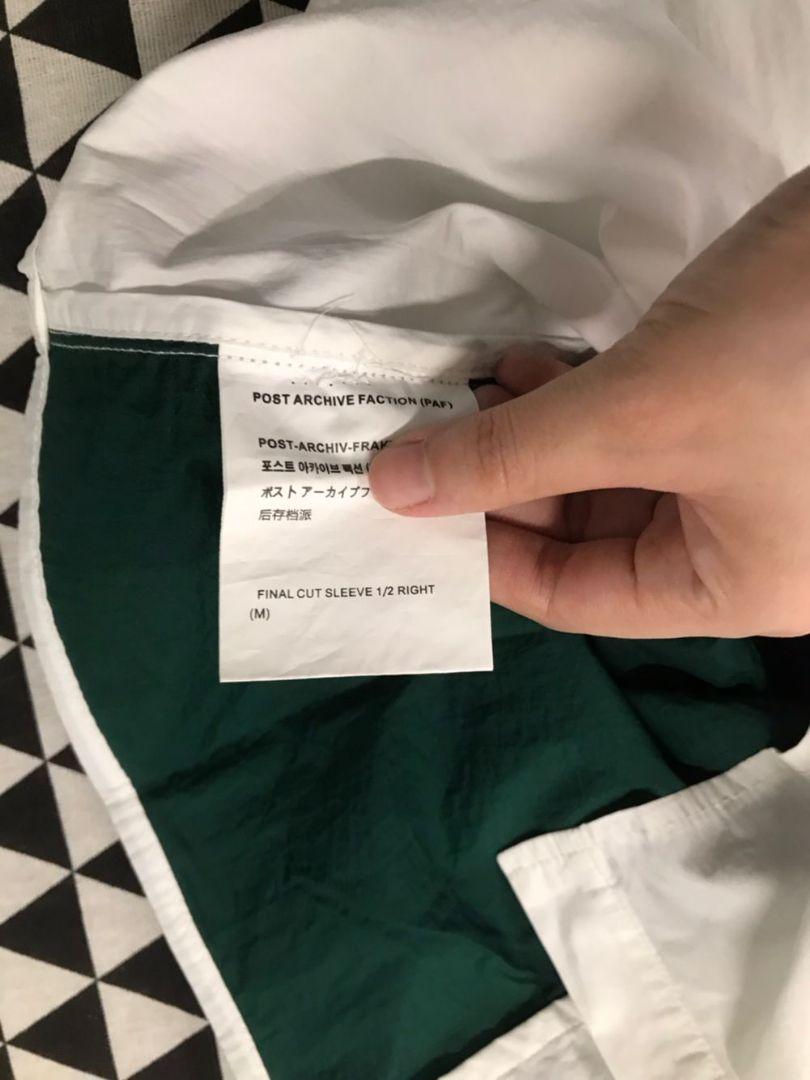 POST ARCHIVE FACTION (PAF)
POST-ARCHIV-FRAK
포스트 아카이브 팩션 (
ポスト アーカイブフ
后存档派
FINAL CUT SLEEVE 1/2 RIGHT
(M)